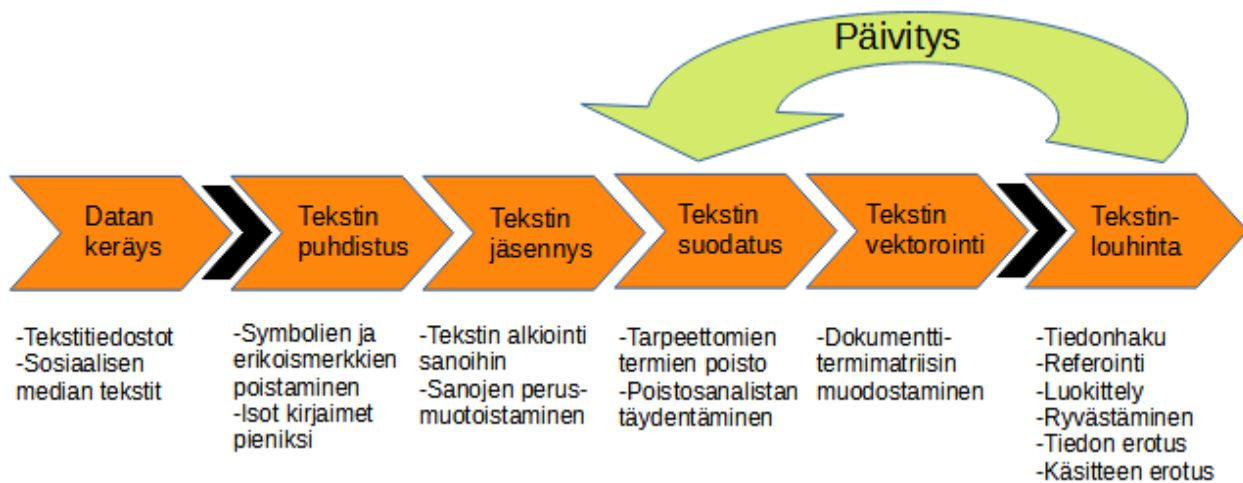 Päivitys
Datan
keräys
Tekstin
puhdistus
Tekstin
jäsennys
Tekstin
suodatus
Tekstin
vektorointi
Tekstin-
louhinta
-Tekstitiedostot
-Sosiaalisen
median tekstit
-Symbolien ja
erikoismerkkien
poistaminen
-Isot kirjaimet
pieniksi
-Tekstin alkiointi
sanoihin
-Sanojen perus-
muotoistaminen
-Tarpeettomien
termien poisto
-Poistosanalistan
täydentäminen
-Dokumentti-
termimatriisin
muodostaminen
-Tiedonhaku
-Referointi
-Luokittely
-Ryvästäminen
-Tiedon erotus
-Käsitteen erotus